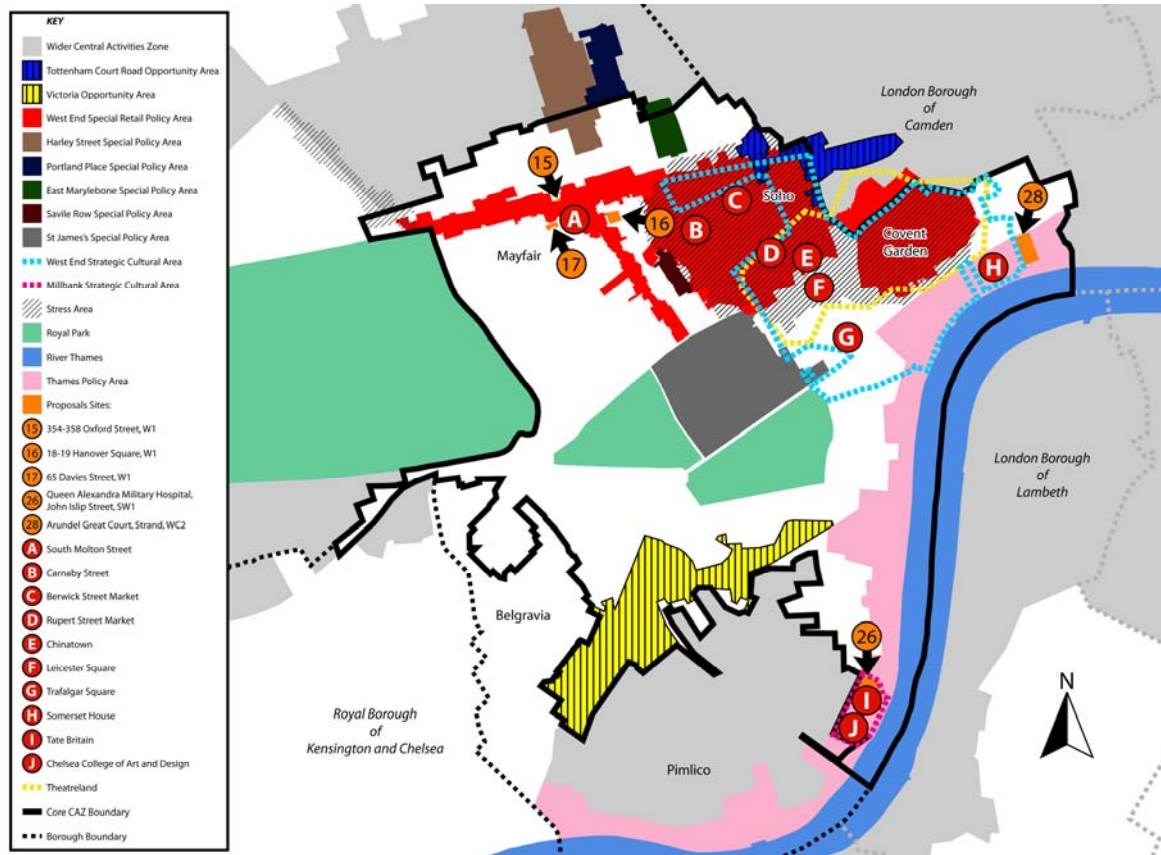 KEY
Wider Central Activities Zone
Tottenham Court Road Opportunity Area
Victoria Opportunity Area
West End Special Retail Policy Area
Harley Street Special Policy Area
Portland Place Special Policy Area
East Marylebone Special Policy Area
Savile Row Special Policy Area
St James's Special Policy Area
West End Strategic Cultural Area
Millbank Strategic Cultural Area
Stress Area
Royal Park
River Thames
Thames Policy Area
Proposals Sites:
15 354-358 Oxford Street, W1
16 18-19 Hanover Square, W1
17 65 Davies Street, W1
26 Queen Alexandra Military Hospital,
John Islip Street, SW1
28 Arundel Great Court, Strand, WC2
A South Molton Street
B Carnaby Street
C Berwick Street Market
D Rupert Street Market
E Chinatown
F Leicester Square
G Trafalgar Square
H Somerset House
I Tate Britain
J Chelsea College of Art and Design
Theatreland
Core CAZ Boundary
Borough Boundary
London Borough
of
Camden
15
28
C
Soho
A
16
B
Covent
Garden
Mayfair
17
D
E
H
F
G
London Borough
of
Lambeth
Belgravia
26
I
J
N
Royal Borough
of
Kensington and Chelsea
Pimlico